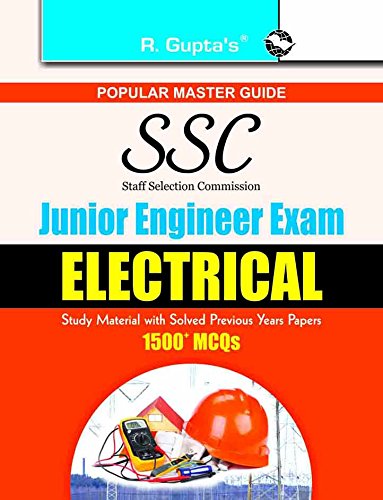 R. Gupta's®
POPULAR MASTER GUIDE
SSC
Staff Selection Commission
Junior Engineer Exam
ELECTRICAL
Study Material with Solved Previous Years Papers
1500+ MCQs